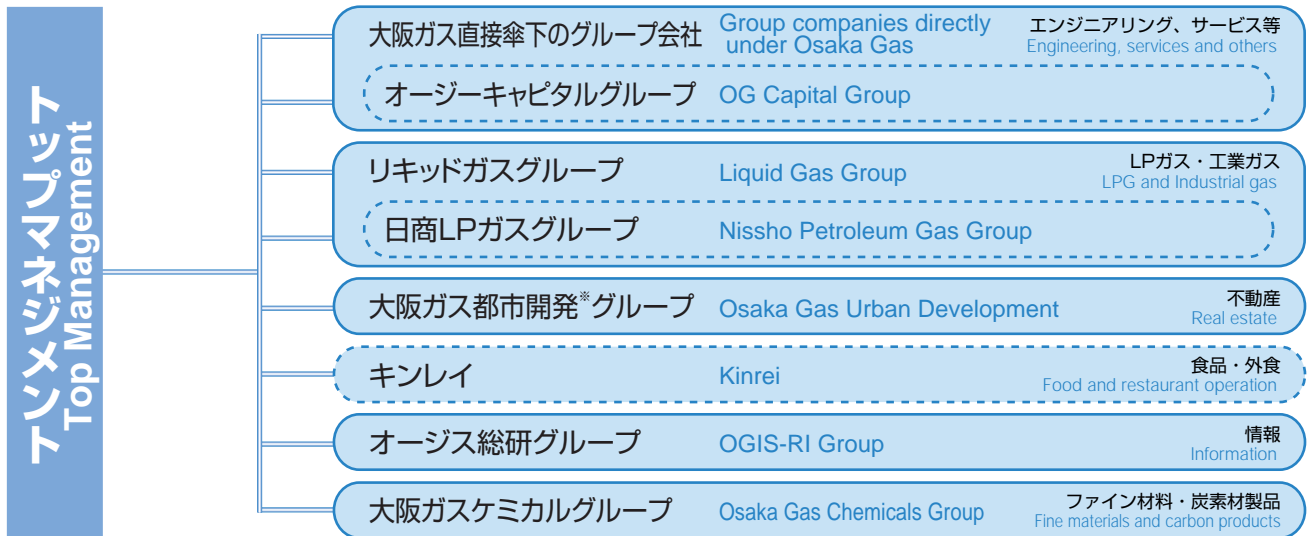 トップマネジメント
Top Management
大阪ガス直接傘下のグループ会社
Group companies directly
under Osaka Gas
エンジニアリング、サービス等
Engineering, services and others
オージーキャピタルグループ
OG Capital Group
リキッドガスグループ
Liquid Gas Group
LPガス・工業ガス
LPG and Industrial gas
日商LPガスグループ
Nissho Petroleum Gas Group
大阪ガス都市開発※グループ
Osaka Gas Urban Development
不動産
Real estate
キンレイ
Kinrei
食品・外食
Food and restaurant operation
オージス総研グループ
OGIS-RI Group
情報
Information
大阪ガスケミカルグループ
Osaka Gas Chemicals Group
ファイン材料・炭素材製品
Fine materials and carbon products